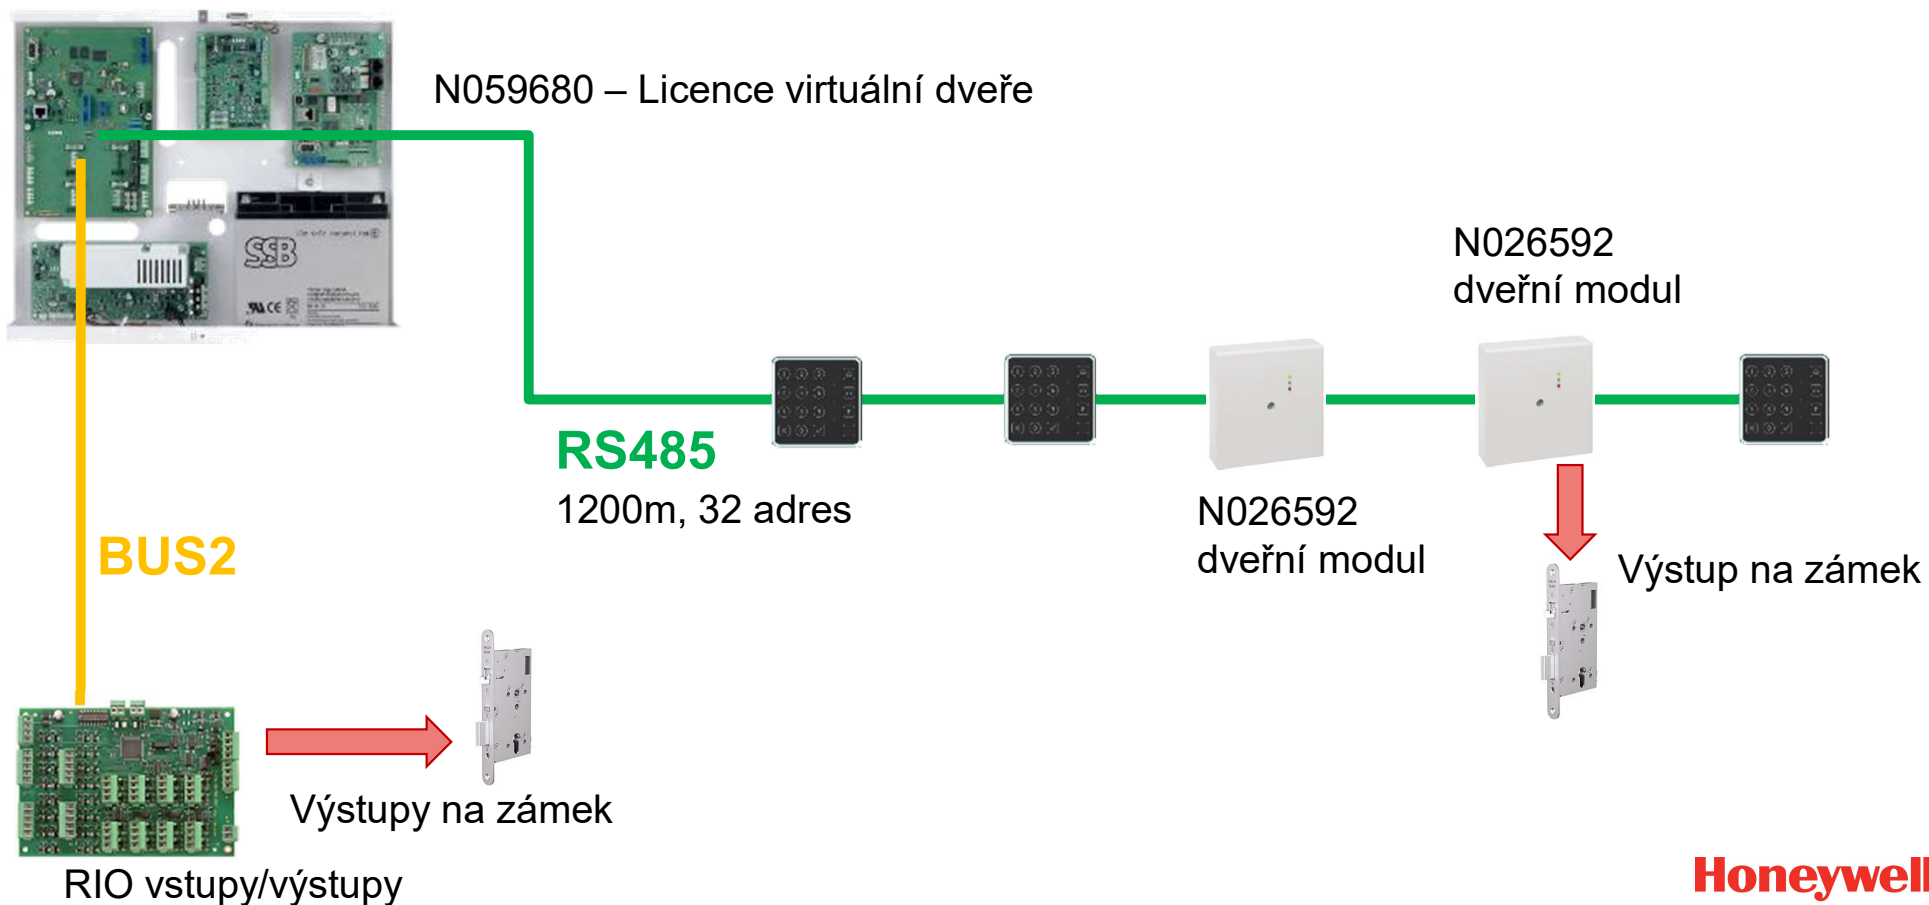 N059680 – Licence virtuální dveře
SSB
N026592
dveřní modul
RS485
1200m, 32 adres
N026592
dveřní modul
BUS2
Výstup na zámek
Výstupy na zámek
RIO vstupy/výstupy
Honeywell